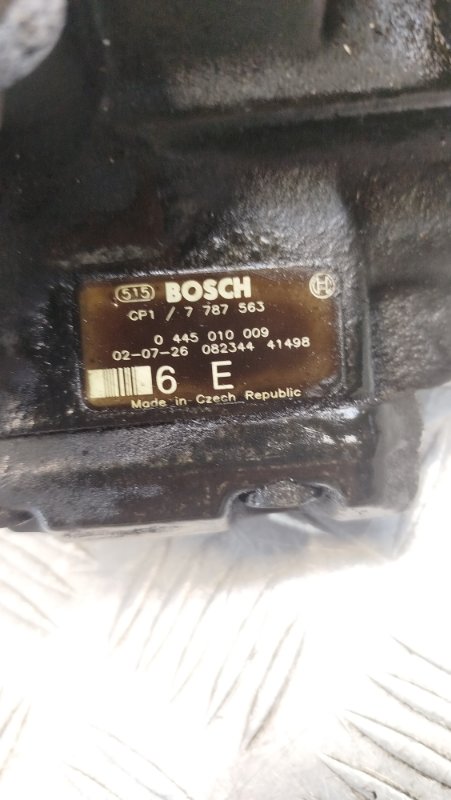 515 BOSCH
CP1 / 7 787 563
0 445 010 009
02-07-26 082344 41498
6 E
Made in Czech Republic